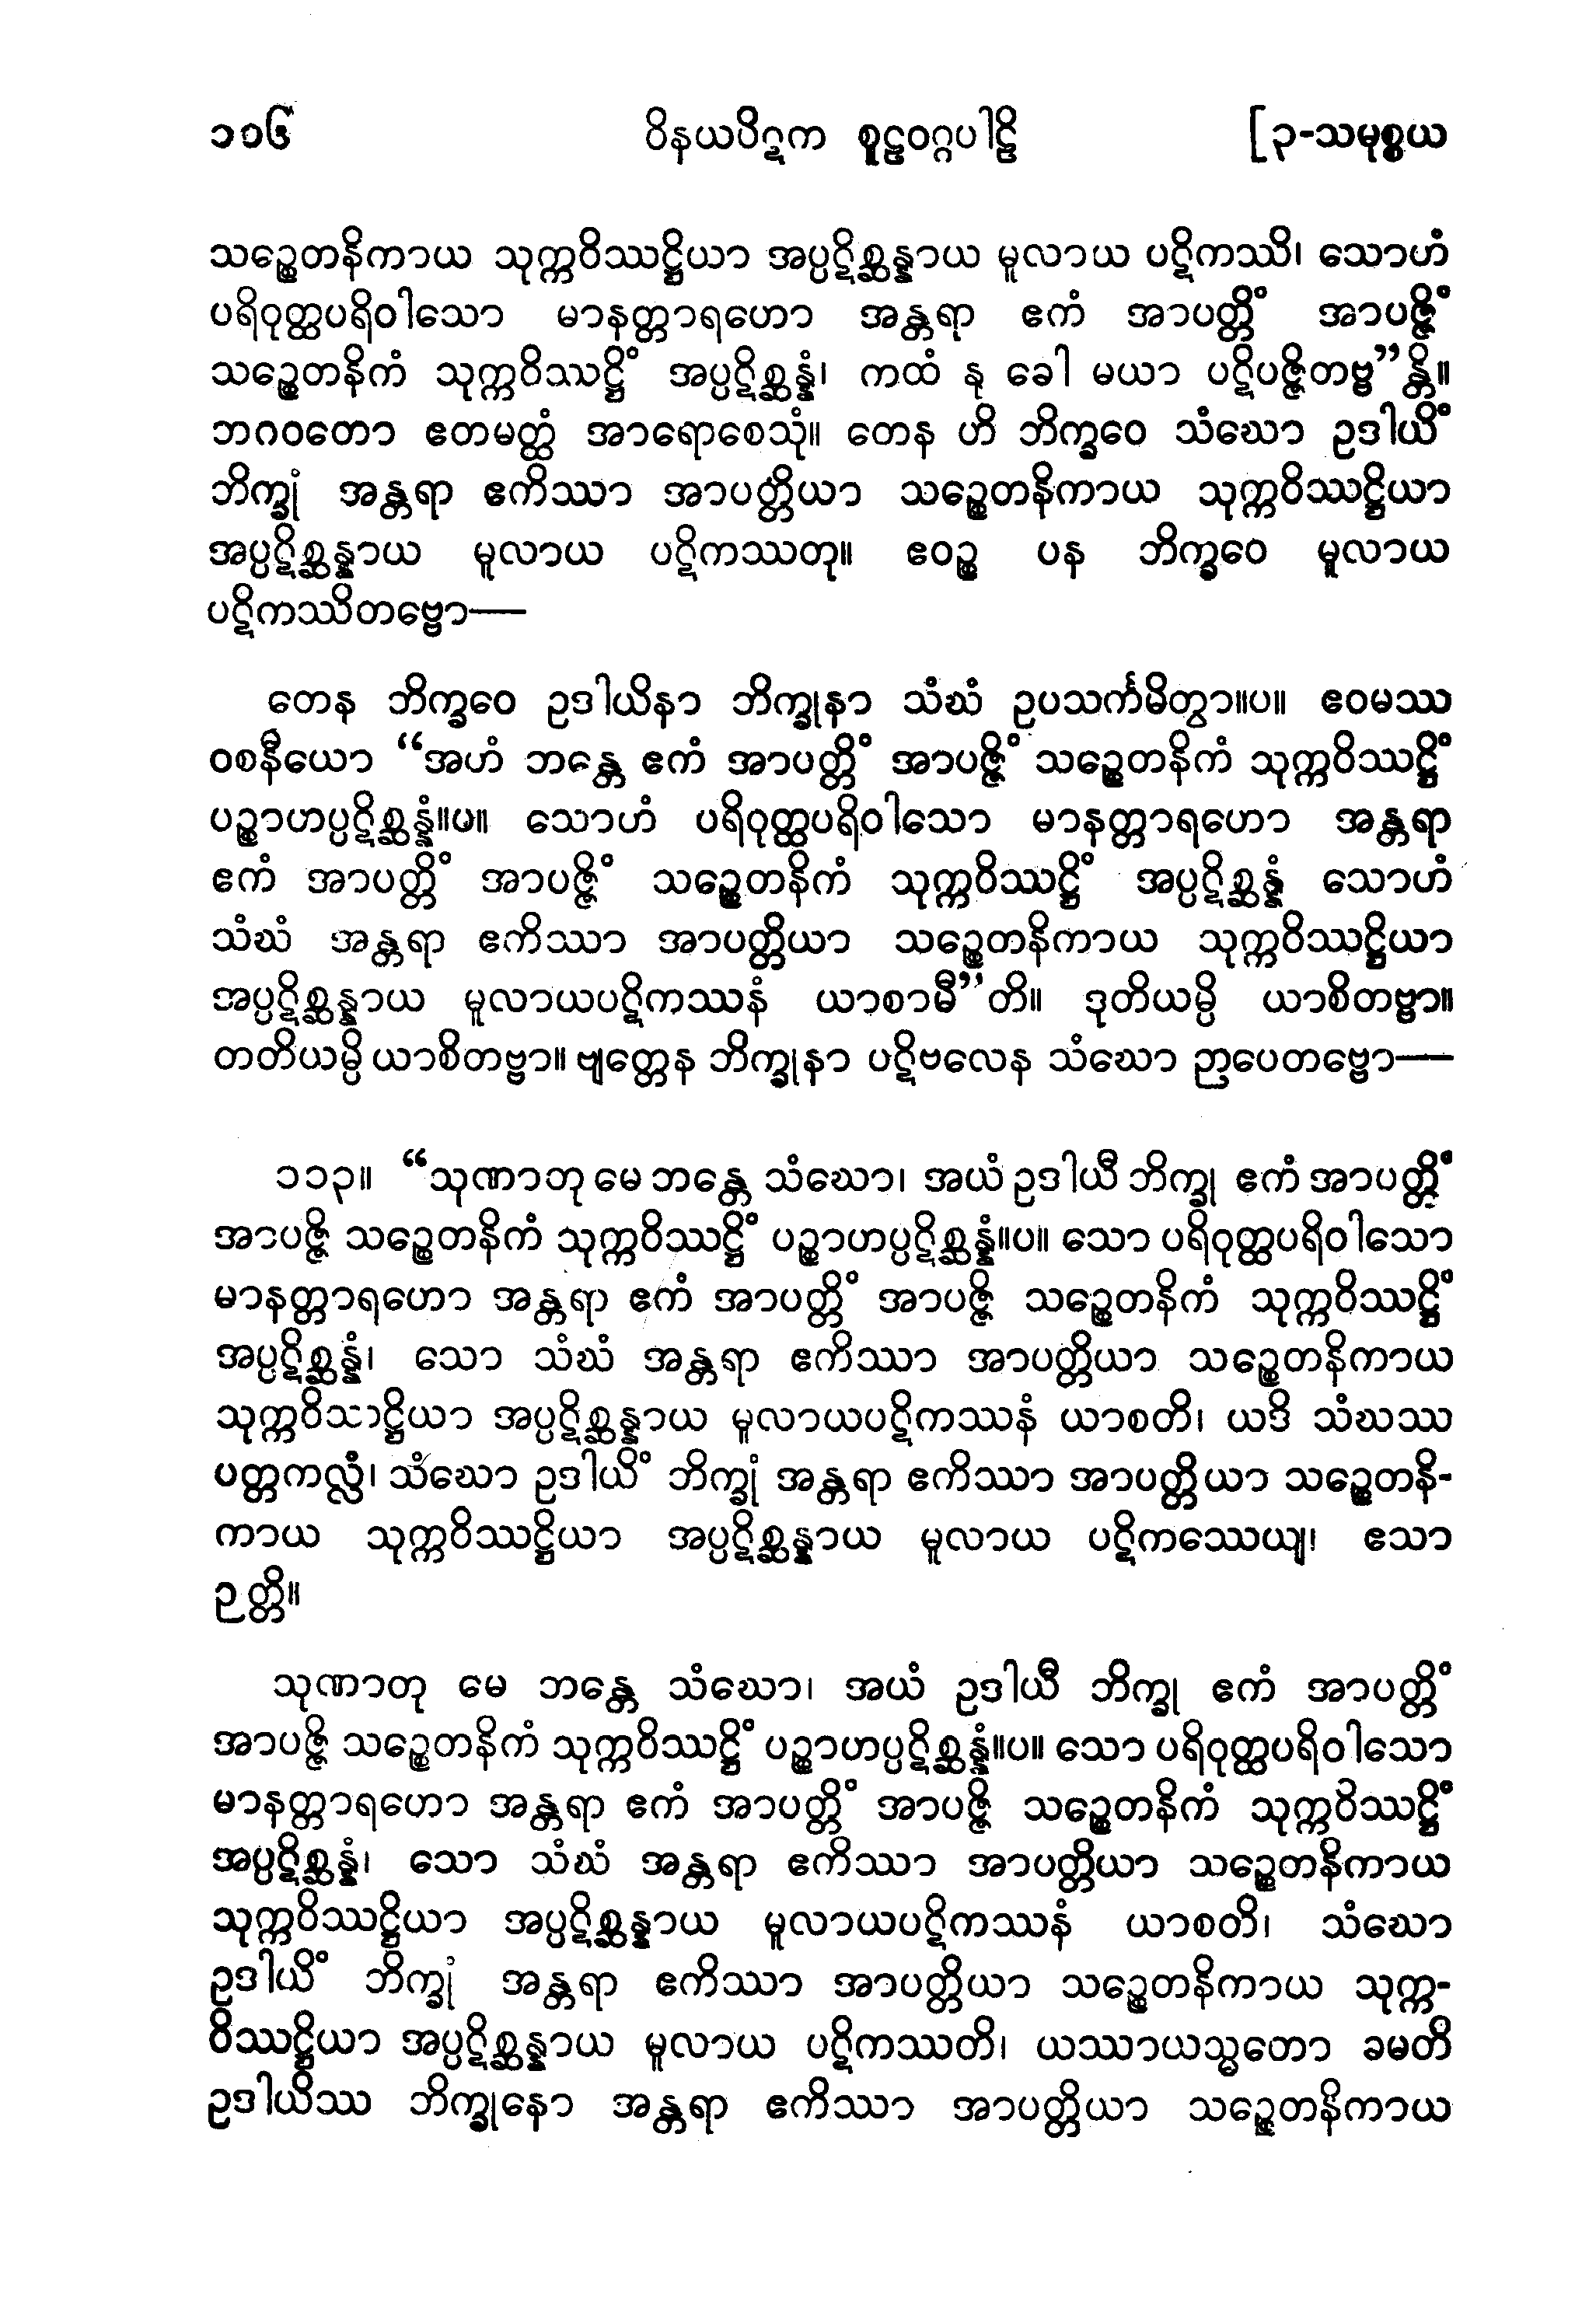 ၁၀၆ ဝိနယပိဋက စူဠဝဂ္ဂပါဠိ [၃-သမုစ္စယ
သဉ္စေတနိကာယ သုက္ကဝိဿဋ္ဌိယာ အပ္ပဋိစ္ဆန္နာယ မူလာယ ပဋိကဿိ၊ သောဟံ
ပရိဝုတ္ထပရိဝါသော မာနတ္တာရဟော အန္တရာ ဧကံ အာပတ္တိံ အာပဇ္ဇိံ
သဉ္စေတနိကံ သုက္ကဝိဿဋ္ဌိံ အပ္ပဋိစ္ဆန္နံ၊ ကထံ နု ခေါ မယာ ပဋိပဇ္ဇိတဗ္ဗ”န္တိ။
ဘဂဝတော ဧတမတ္ထံ အာရောစေသုံ။ တေန ဟိ ဘိက္ခဝေ သံဃော ဥဒါယိံ
ဘိက္ခုံ အန္တရာ ဧကိဿာ အာပတ္တိယာ သဉ္စေတနိကာယ သုက္ကဝိဿဋ္ဌိယာ
အပ္ပဋိစ္ဆန္နာယ မူလာယ ပဋိကဿတု။ ဧဝဉ္စ ပန ဘိက္ခဝေ မူလာယ
ပဋိကဿိတဗ္ဗော—
တေန ဘိက္ခဝေ ဥဒါယိနာ ဘိက္ခုနာ သံဃံ ဥပသင်္ကမိတွာ။ပ။ ဧဝမဿ
ဝစနီယော “အဟံ ဘန္တေ ဧကံ အာပတ္တိံ အာပဇ္ဇိံ သဉ္စေတနိကံ သုက္ကဝိဿဋ္ဌိံ
ပဉ္စာဟပ္ပဋိစ္ဆန္နံ။ပ။ သောဟံ ပရိဝုတ္ထပရိဝါသော မာနတ္တာရဟော အန္တရာ
ဧကံ အာပတ္တိံ အာပဇ္ဇိံ သဉ္စေတနိကံ သုက္ကဝိဿဋ္ဌိံ အပ္ပဋိစ္ဆန္နံ သောဟံ
သံဃံ အန္တရာ ဧကိဿာ အာပတ္တိယာ သဉ္စေတနိကာယ သုက္ကဝိဿဋ္ဌိယာ
အပ္ပဋိစ္ဆန္နာယ မူလာယပဋိကဿနံ ယာစာမီ”တိ။ ဒုတိယမ္ပိ ယာစိတဗ္ဗာ။
တတိယမ္ပိ ယာစိတဗ္ဗာ။ ဗျတ္တေန ဘိက္ခုနာ ပဋိဗလေန သံဃော ဉာပေတဗ္ဗော—
၁၁၃။ “သုဏာတု မေ ဘန္တေ သံဃော၊ အယံ ဥဒါယီ ဘိက္ခု ဧကံ အာပတ္တိံ
အာပဇ္ဇိ သဉ္စေတနိကံ သုက္ကဝိဿဋ္ဌိံ ပဉ္စာဟပ္ပဋိစ္ဆန္နံ။ပ။ သော ပရိဝုတ္ထပရိဝါသော
မာနတ္တာရဟော အန္တရာ ဧကံ အာပတ္တိံ အာပဇ္ဇိ သဉ္စေတနိကံ သုက္ကဝိဿဋ္ဌိံ
အပ္ပဋိစ္ဆန္နံ၊ သော သံဃံ အန္တရာ ဧကိဿာ အာပတ္တိယာ သဉ္စေတနိကာယ
သုက္ကဝိဿဋ္ဌိယာ အပ္ပဋိစ္ဆန္နာယ မူလာယပဋိကဿနံ ယာစတိ၊ ယဒိ သံဃဿ
ပတ္တကလ္လံ၊ သံဃော ဥဒါယိံ ဘိက္ခုံ အန္တရာ ဧကိဿာ အာပတ္တိယာ သဉ္စေတနိ-
ကာယ သုက္ကဝိဿဋ္ဌိယာ အပ္ပဋိစ္ဆန္နာယ မူလာယ ပဋိကဿေယျ၊ ဧသာ
ဉတ္တိ။
သုဏာတု မေ ဘန္တေ သံဃော၊ အယံ ဥဒါယီ ဘိက္ခု ဧကံ အာပတ္တိံ
အာပဇ္ဇိ သဉ္စေတနိကံ သုက္ကဝိဿဋ္ဌိံ ပဉ္စာဟပ္ပဋိစ္ဆန္နံ။ပ။ သော ပရိဝုတ္ထပရိဝါသော
မာနတ္တာရဟော အန္တရာ ဧကံ အာပတ္တိံ အာပဇ္ဇိ သဉ္စေတနိကံ သုက္ကဝိဿဋ္ဌိံ
အပ္ပဋိစ္ဆန္နံ၊ သော သံဃံ အန္တရာ ဧကိဿာ အာပတ္တိယာ သဉ္စေတနိကာယ
သုက္ကဝိဿဋ္ဌိယာ အပ္ပဋိစ္ဆန္နာယ မူလာယပဋိကဿနံ ယာစတိ၊ သံဃော
ဥဒါယိံ ဘိက္ခုံ အန္တရာ ဧကိဿာ အာပတ္တိယာ သဉ္စေတနိကာယ သုက္က-
ဝိဿဋ္ဌိယာ အပ္ပဋိစ္ဆန္နာယ မူလာယ ပဋိကဿတိ၊ ယဿာယသ္မတော ခမတိ
ဥဒါယိဿ ဘိက္ခုနော အန္တရာ ဧကိဿာ အာပတ္တိယာ သဉ္စေတနိကာယ